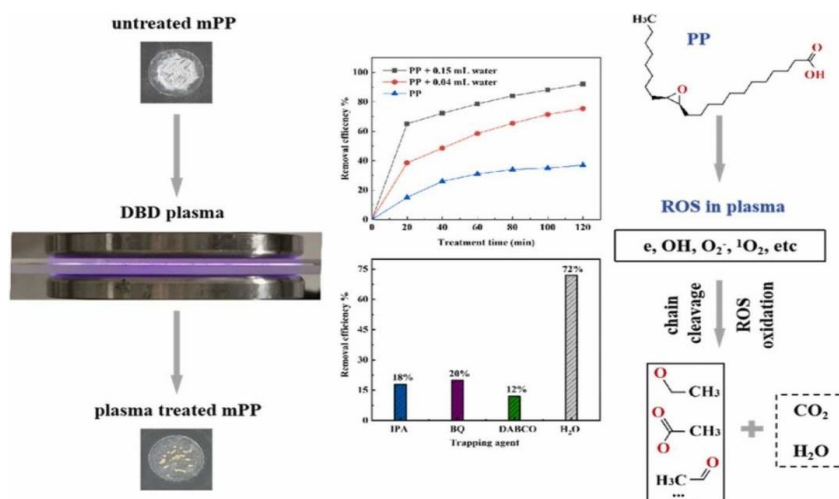 untreated mPP
DBD plasma
plasma treated mPP
Removal effiecncy %
100
80
60
40
20
0
PP + 0.15 mL water
PP + 0.04 mL water
PP
0 20 40 60 80 100 120
Treatment time (min)
Removal efficiency %
75
60
45
30
15
0
18%
20%
12%
72%
IPA BQ DABCO H₂O
Trapping agent
H₃C
PP
O
O
OH
ROS in plasma
e, OH, O₂⁻, ¹O₂, etc
chain
cleavage
ROS
oxidation
O
CH₃
O
CH₃
O
H₃C
O
...
CO₂
H₂O